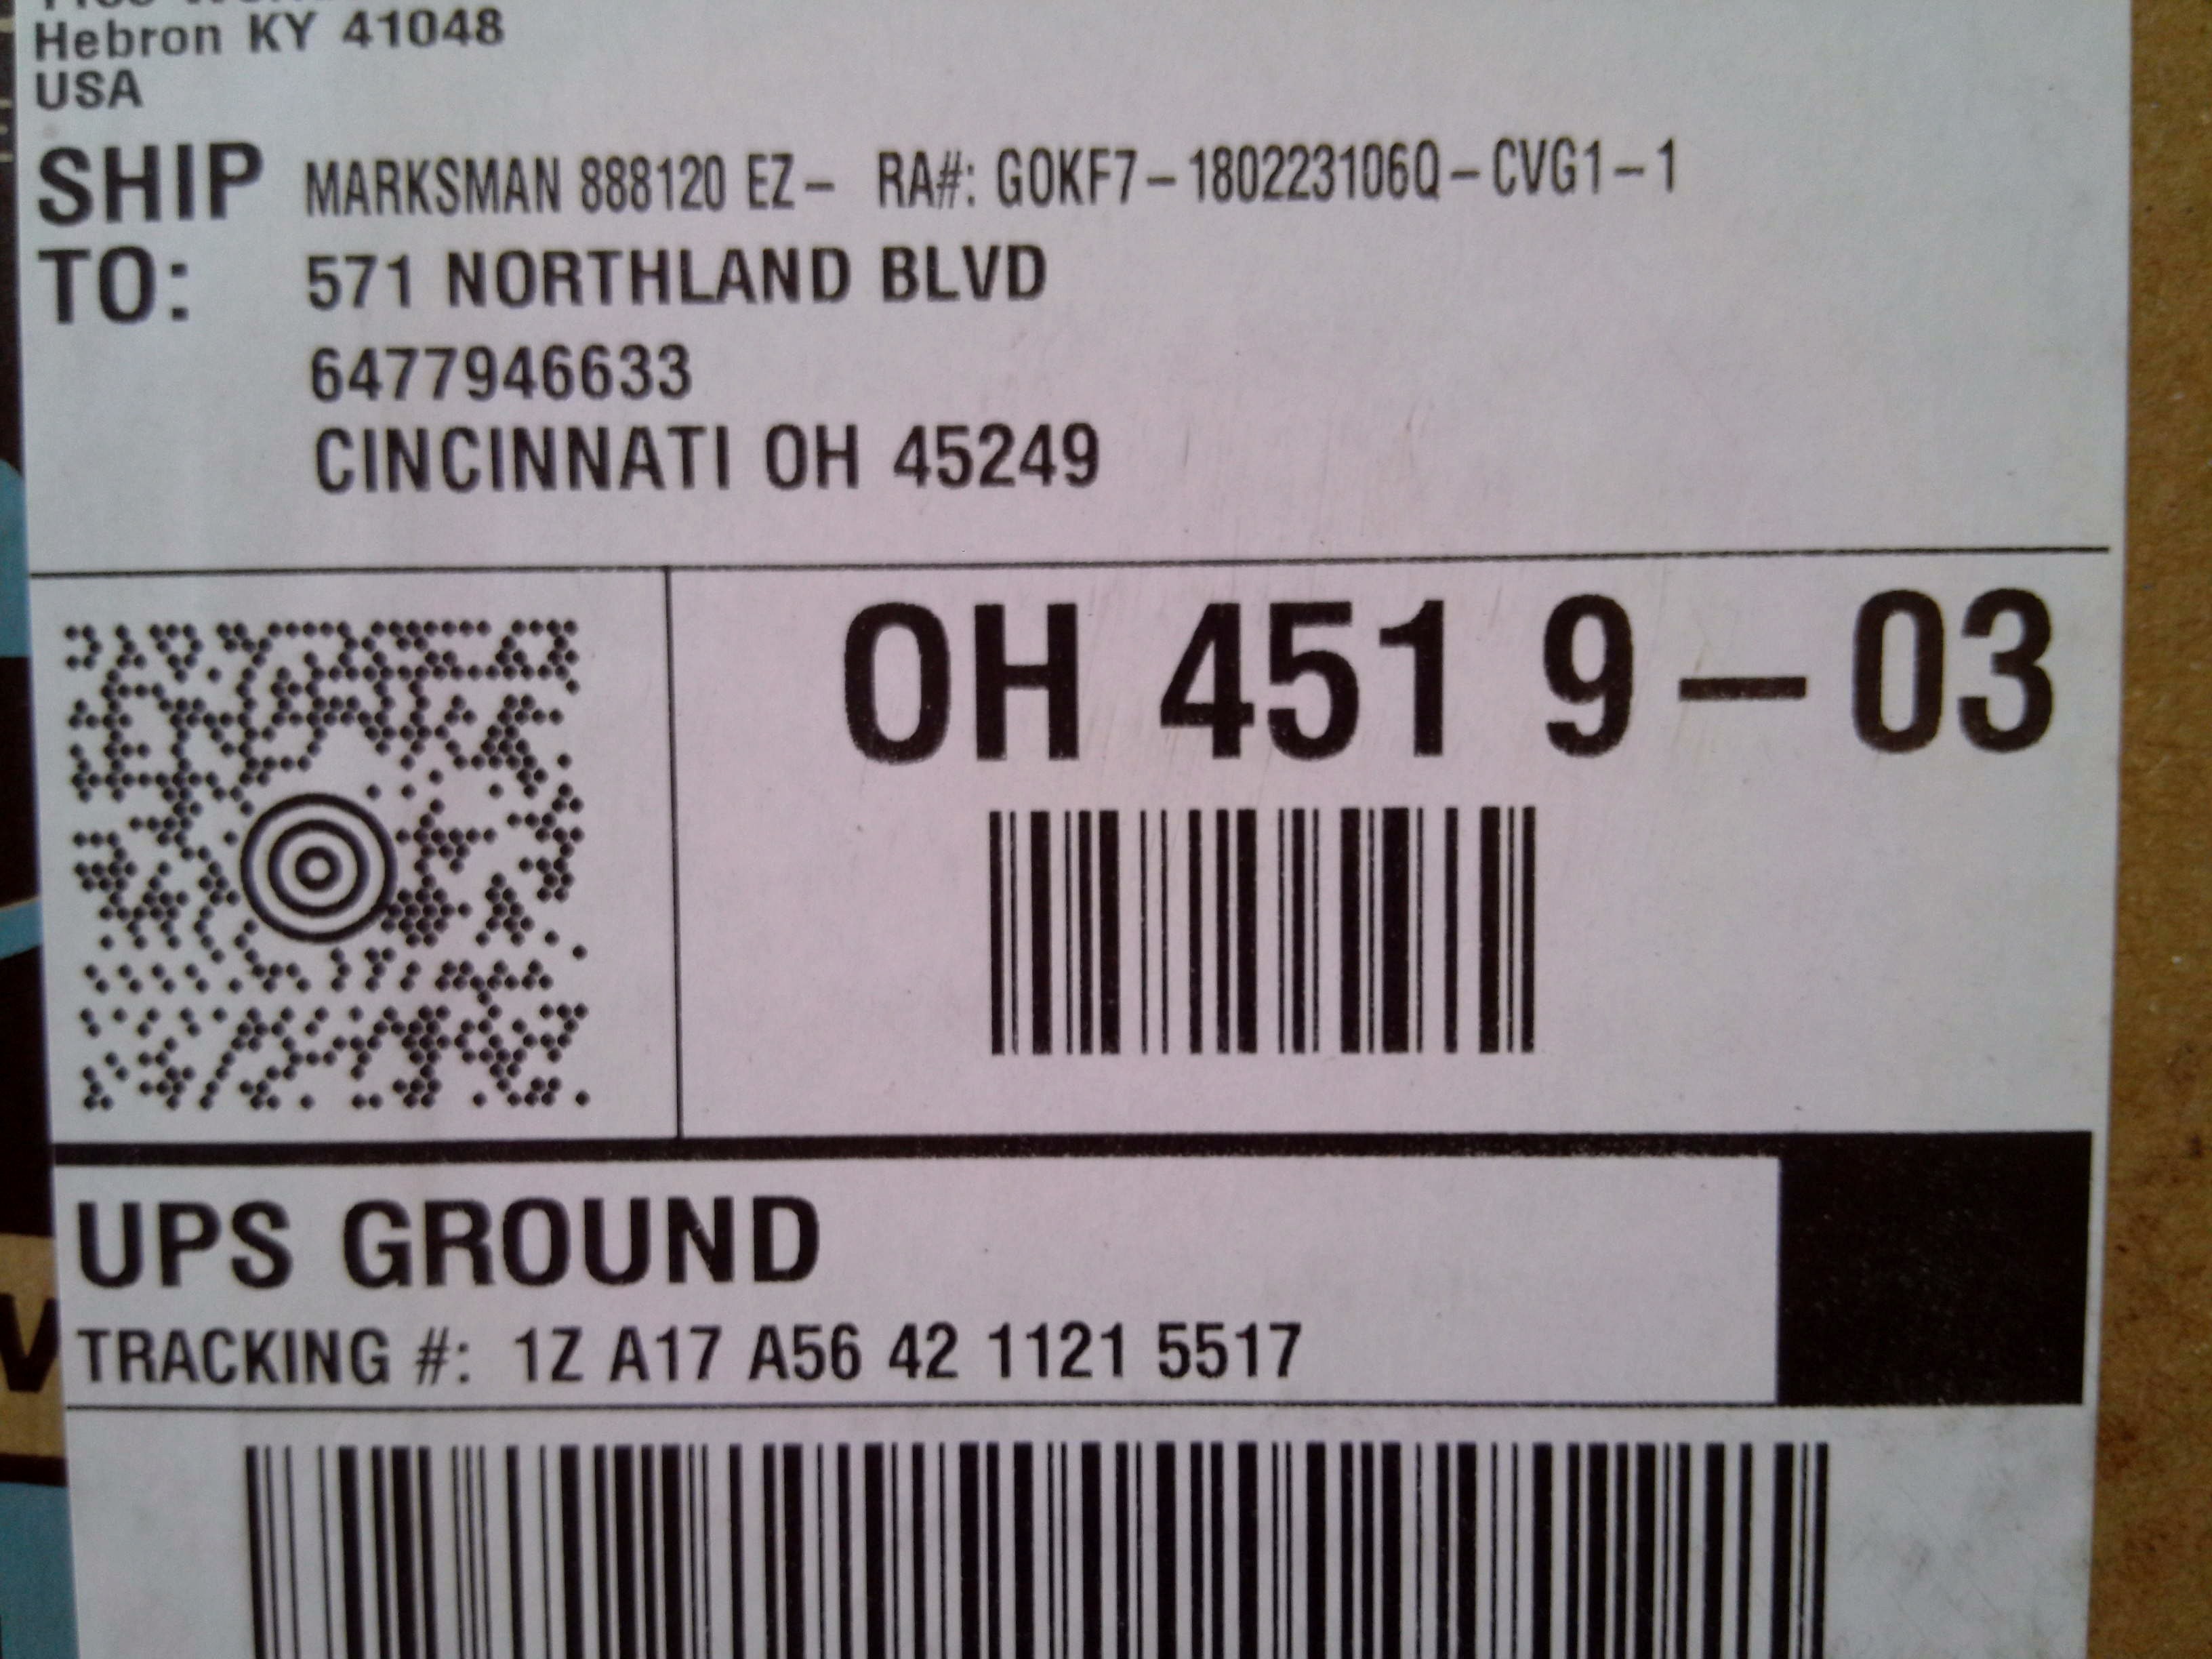 Hebron KY 41048
USA
SHIP TO: MARKSMAN 888120 EZ- RA#: G0KF7-180223106Q-CVG1-1
571 NORTHLAND BLVD
6477946633
CINCINNATI OH 45249
OH 451 9-03
UPS GROUND
TRACKING #: 1Z A17 A56 42 1121 5517